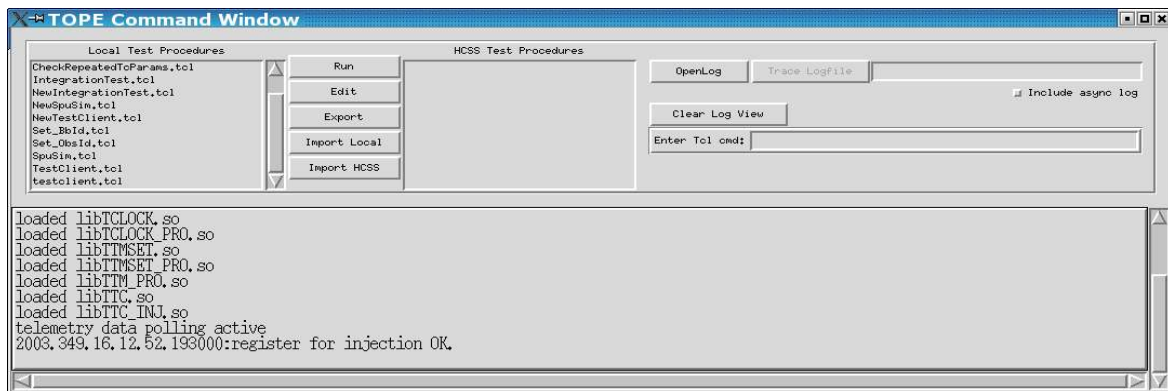 TOPE Command Window
Local Test Procedures
CheckRepeatedTcParams.tcl
IntegrationTest.tcl
NewIntegrationTest.tcl
NewSpuSim.tcl
NewTestClient.tcl
Set_BbId.tcl
Set_ObsId.tcl
SpuSim.tcl
TestClient.tcl
testclient.tcl
Run
Edit
Export
Import Local
Import HCSS
HCSS Test Procedures
OpenLog
Trace Logfile
Include async log
Clear Log View
Enter Tcl cmd:
loaded libTCLOCK.so
loaded libTCLOCK_PRO.so
loaded libTTMSET.so
loaded libTTMSET_PRO.so
loaded libTTM_PRO.so
loaded libTTC.so
loaded libTTC_INJ.so
telemetry data polling active
2003.349.16.12.52.193000:register for injection OK.